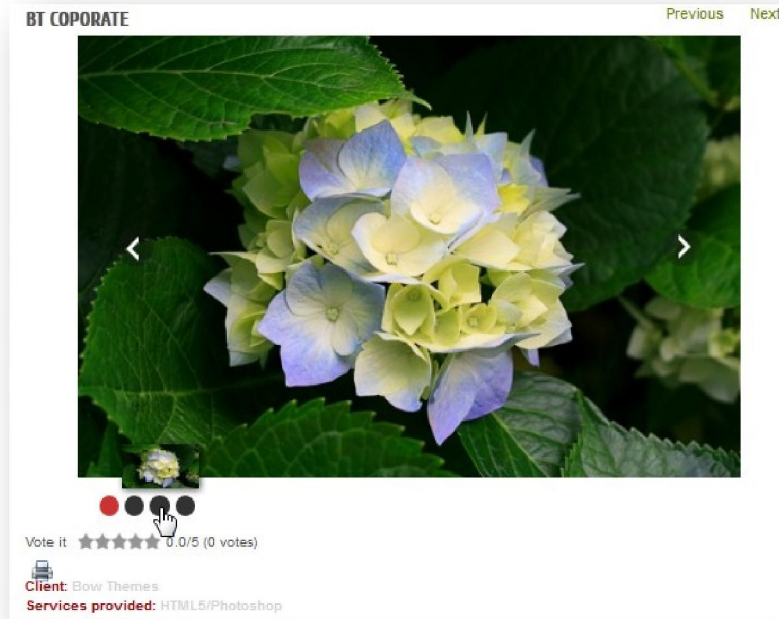 BT COPORATE
Previous Next
Vote it 0.0/5 (0 votes)
Client: Bow Themes
Services provided: HTML5/Photoshop